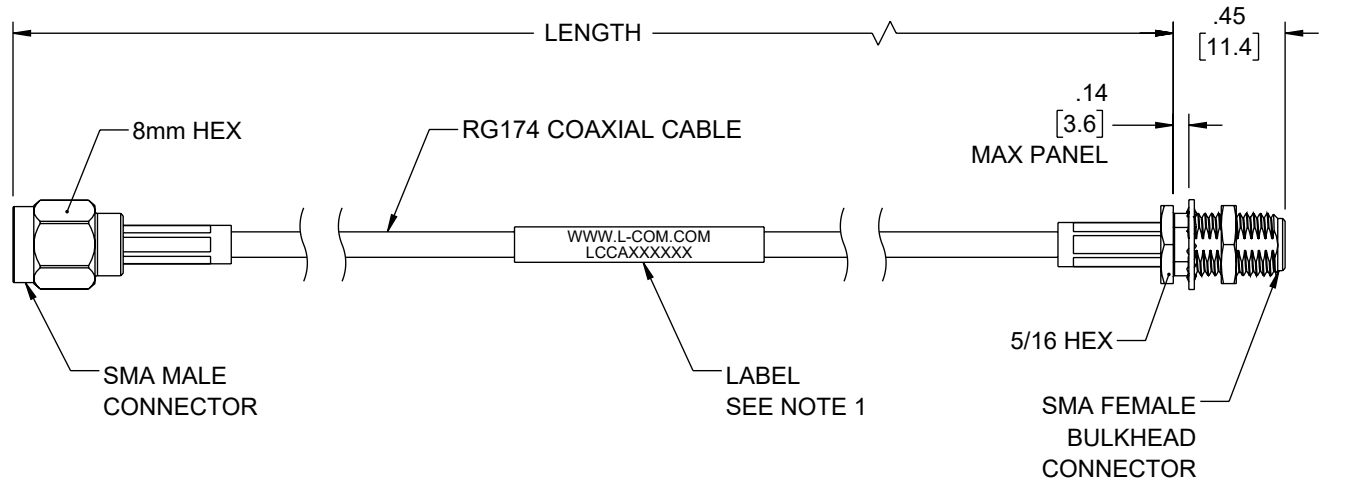 LENGTH
.45
[11.4]
.14
[3.6]
MAX PANEL
8mm HEX
RG174 COAXIAL CABLE
WWW.L-COM.COM
LCCAXXXXXX
5/16 HEX
SMA MALE
CONNECTOR
LABEL
SEE NOTE 1
SMA FEMALE
BULKHEAD
CONNECTOR